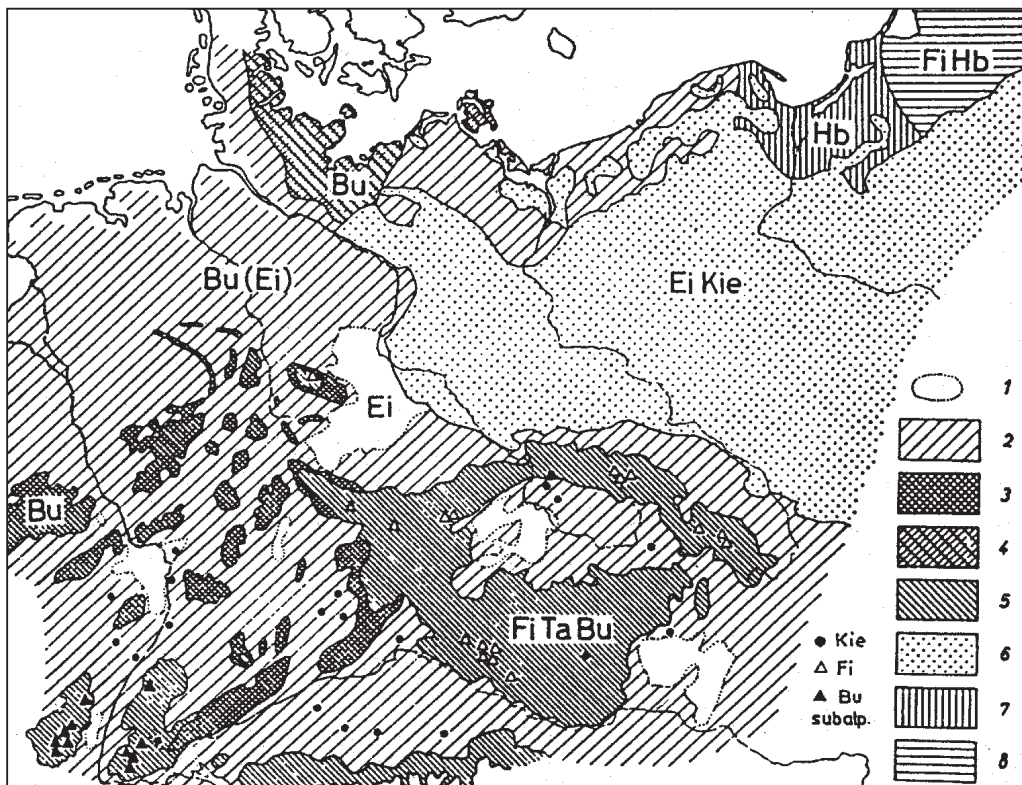 Fi Hb
Hb
Bu
Bu (Ei)
Ei Kie
Ei
Bu
Fi Ta Bu
1
2
3
4
5
6
7
8
Kie
Fi
Bu
subalp.